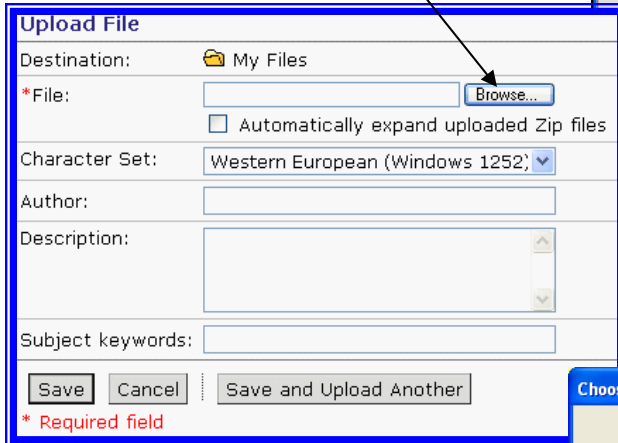 Upload File
Destination: My Files
*File: Browse...
Automatically expand uploaded Zip files
Character Set: Western European (Windows 1252)
Author:
Description:
Subject keywords:
Save Cancel Save and Upload Another
* Required field